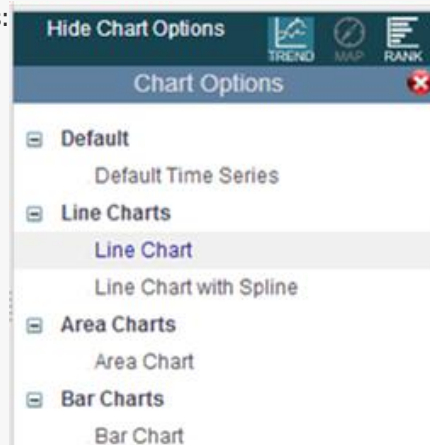 s:
Hide Chart Options
TREND MAP RANK
Chart Options
Default
Default Time Series
Line Charts
Line Chart
Line Chart with Spline
Area Charts
Area Chart
Bar Charts
Bar Chart